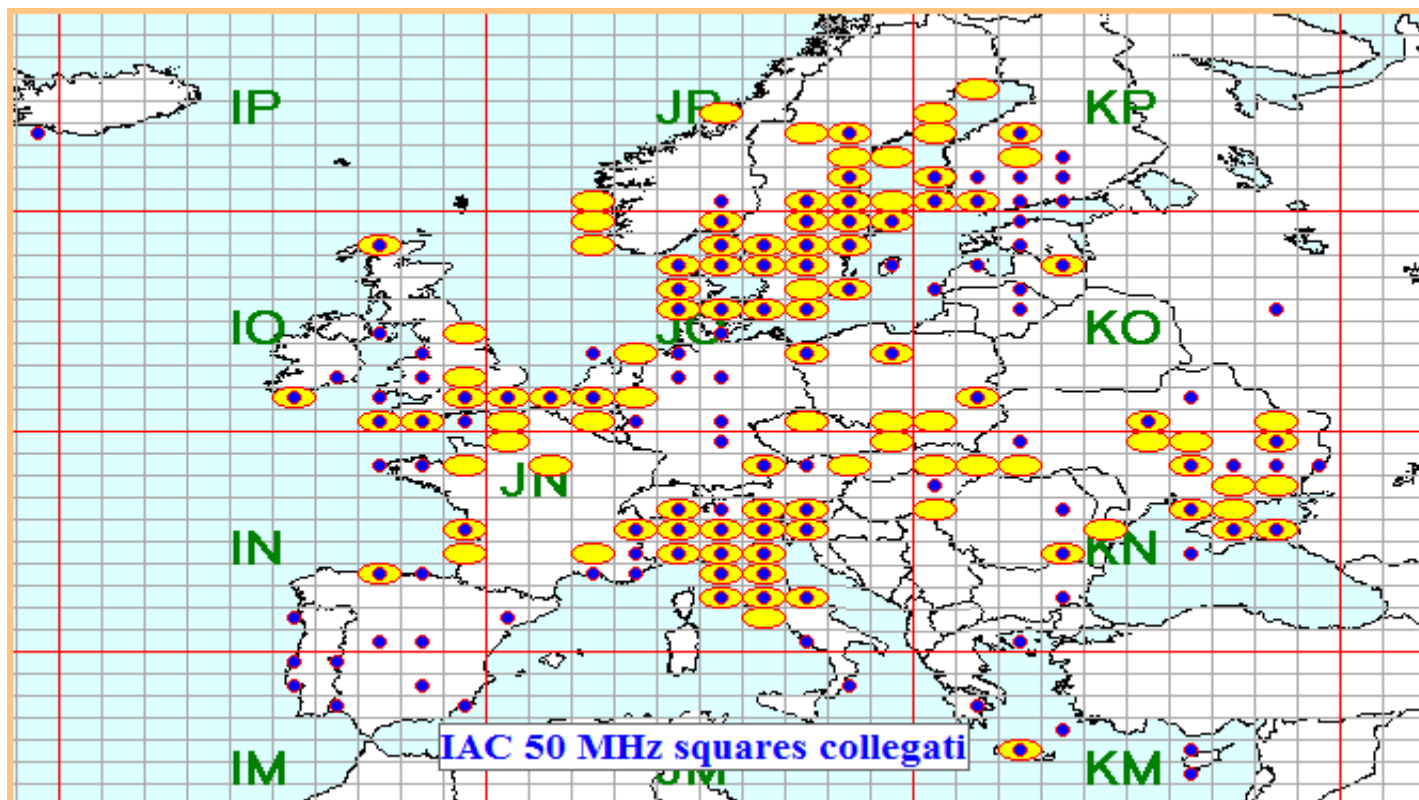 IP JP KP
IO JO KO
JN
IN KN
IAC 50 MHz squares collegati
IM JM KM